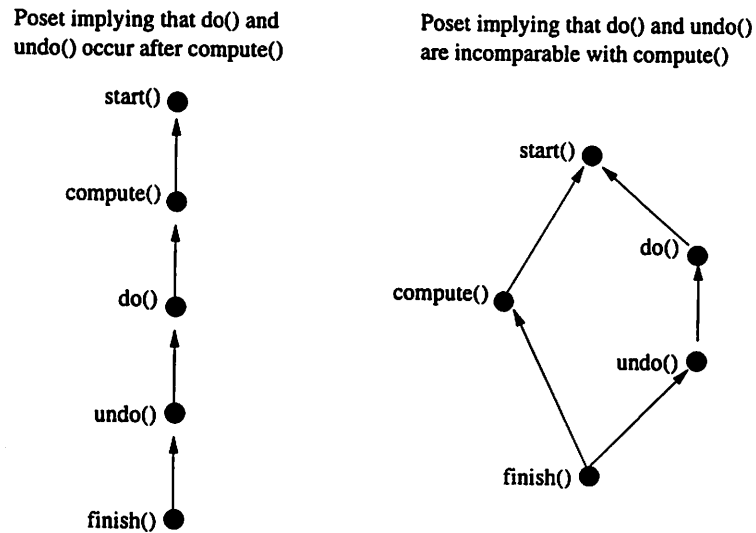 Poset implying that do() and
undo() occur after compute()
start()
compute()
do()
undo()
finish()
Poset implying that do() and undo()
are incomparable with compute()
start()
do()
compute()
undo()
finish()